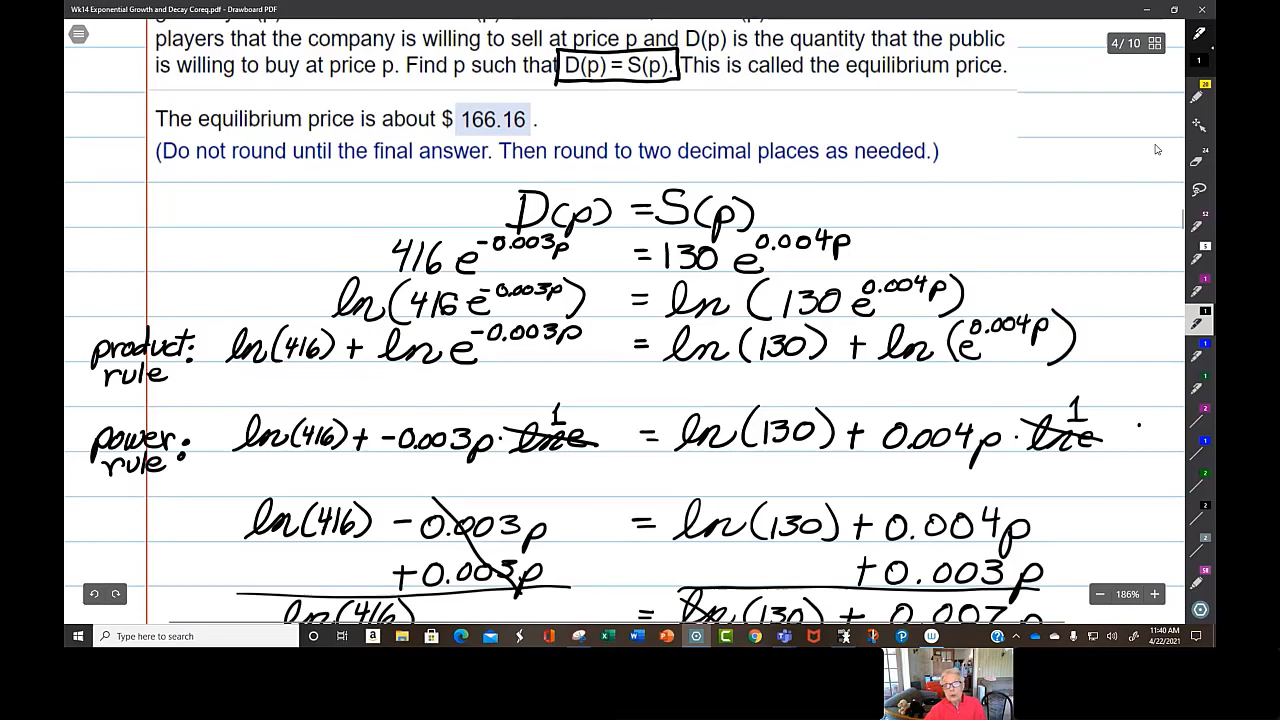 Wk14 Exponential Growth and Decay Coreq.pdf - Drawboard PDF
players that the company is willing to sell at price p and D(p) is the quantity that the public
is willing to buy at price p. Find p such that D(p) = S(p). This is called the equilibrium price.
4 / 10
The equilibrium price is about $ 166.16 .
(Do not round until the final answer. Then round to two decimal places as needed.)
D(p) = S(p)
416 e^-0.003p = 130 e^0.004p
ln(416 e^-0.003p) = ln (130 e^0.004p)
product rule: ln(416) + ln e^-0.003p = ln(130) + ln (e^0.004p)
power rule: ln(416) + -0.003p · ln e 1 = ln(130) + 0.004p · ln e 1
ln(416) - 0.003p = ln(130) + 0.004p
+0.003p +0.003p
ln(416) = ln(130) + 0.007p
186%
Type here to search
11:40 AM
4/22/2021